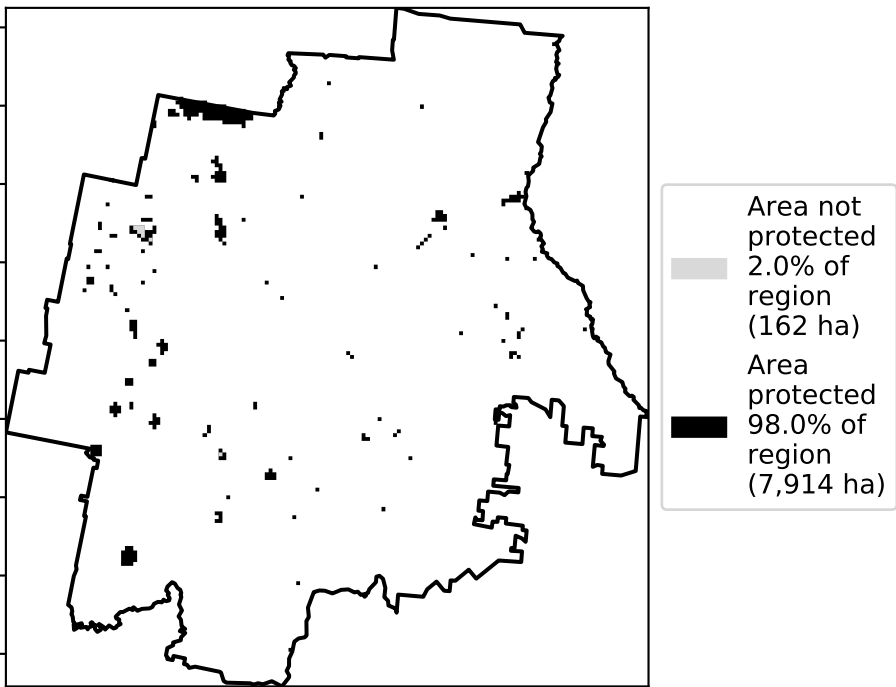 Area not
protected
2.0% of
region
(162 ha)
Area
protected
98.0% of
region
(7,914 ha)